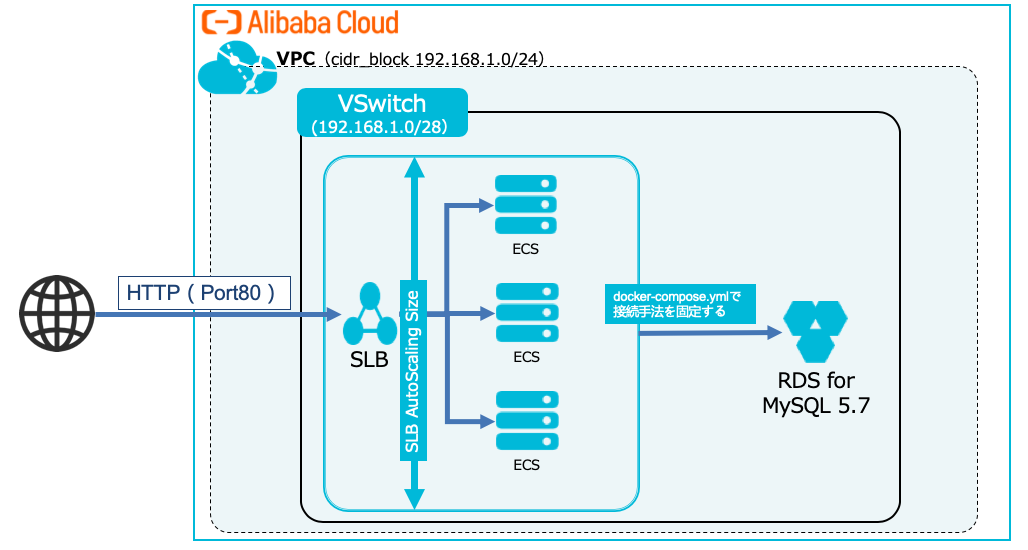 Alibaba Cloud
VPC（cidr_block 192.168.1.0/24）
VSwitch
（192.168.1.0/28）
ECS
HTTP ( Port80 )
docker-compose.ymlで
接続手法を固定する
SLB
SLB AutoScaling Size
ECS
RDS for
MySQL 5.7
ECS